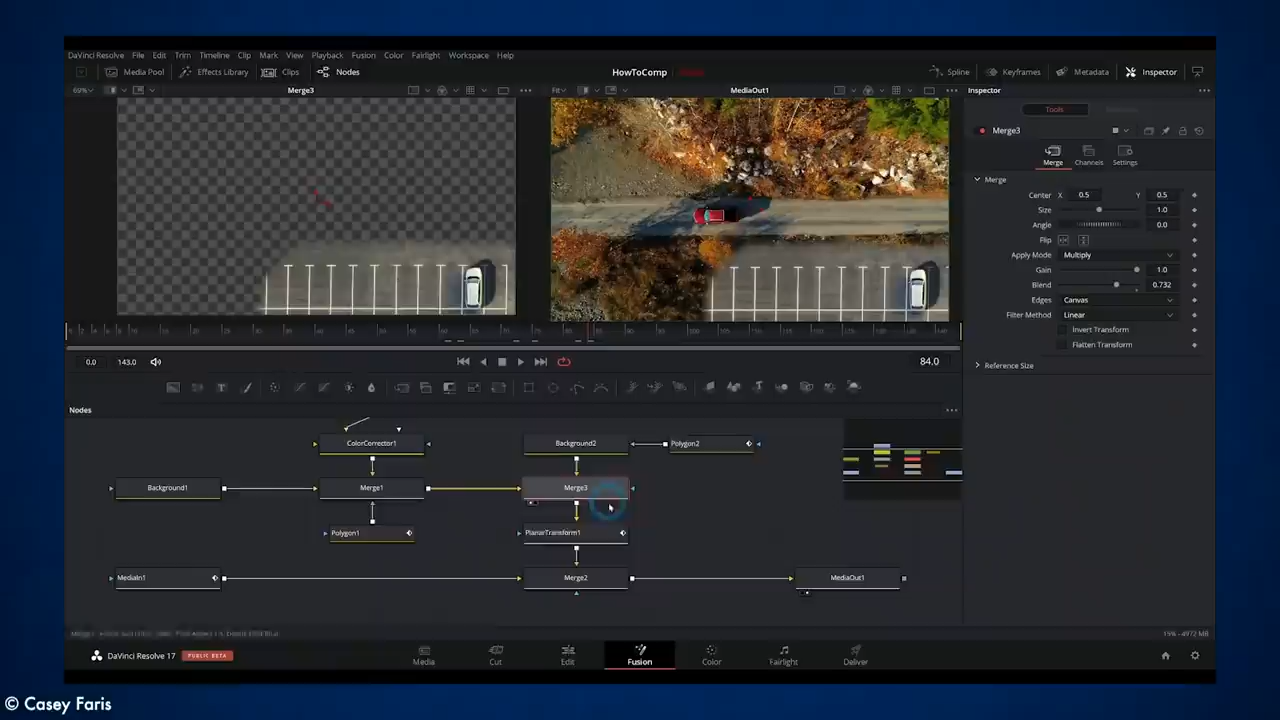 DaVinci Resolve File Edit Trim Timeline Clip Mark View Playback Fusion Color Fairlight Workspace Help
Media Pool Effects Library Clips Nodes HowToComp Spline Keyframes Metadata Inspector
69% Merge3 Fit MediaOut1 Inspector
Tools
Merge3
Merge Channels Settings
Merge
Center X 0.5 Y 0.5
Size 1.0
Angle 0.0
Flip
Apply Mode Multiply
Gain 1.0
Blend 0.732
Edges Canvas
Filter Method Linear
Invert Transform
Flatten Transform
Reference Size
0.0 143.0 84.0
Nodes
ColorCorrector1 Background2 Polygon2
Background1 Merge1 Merge3
Polygon1 PlanarTransform1
MediaIn1 Merge2 MediaOut1
15% - 4972 MB
DaVinci Resolve 17 PUBLIC BETA Media Cut Edit Fusion Color Fairlight Deliver
© Casey Faris